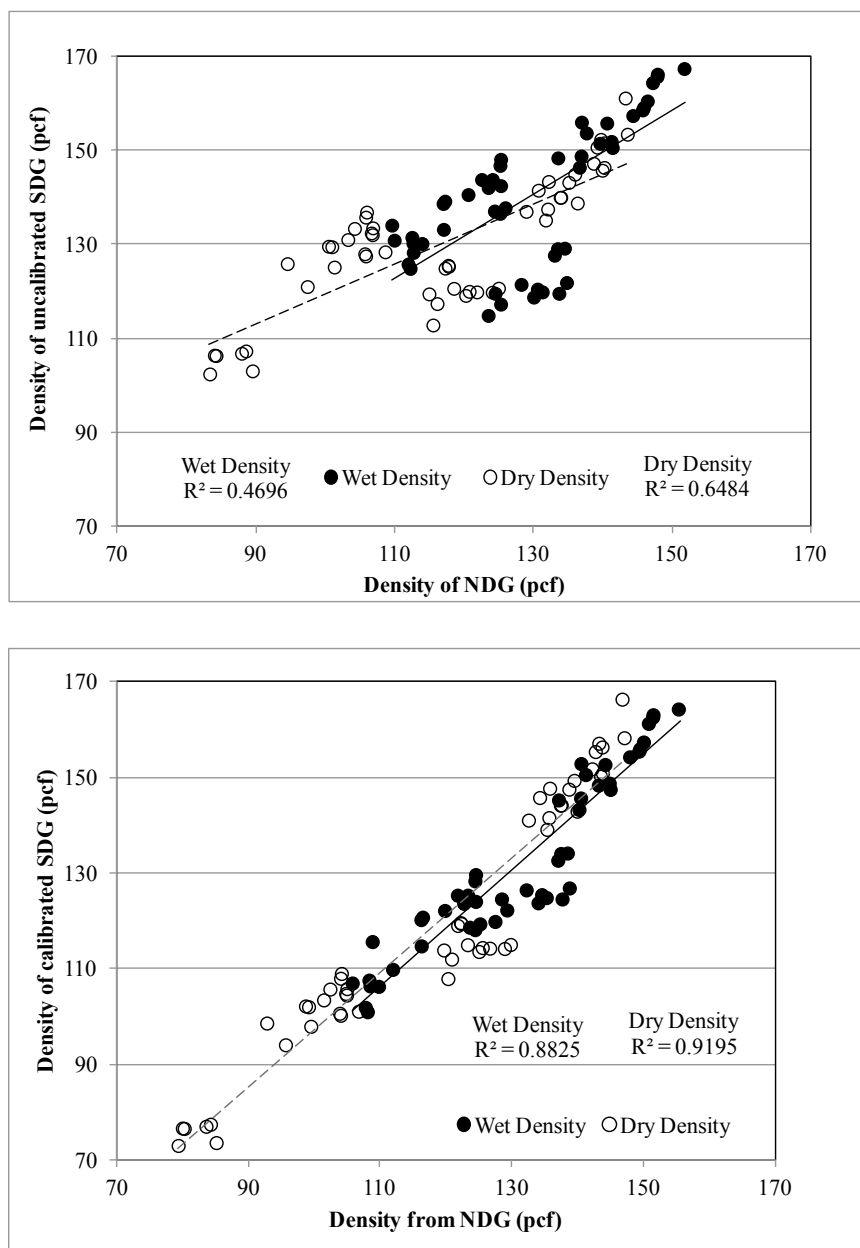 170
150
130
110
90
70
Density of uncalibrated SDG (pcf)
Wet Density
R² = 0.4696
Wet Density
Dry Density
Dry Density
R² = 0.6484
70 90 110 130 150 170
Density of NDG (pcf)
170
150
130
110
90
70
Density of calibrated SDG (pcf)
Wet Density
R² = 0.8825
Dry Density
R² = 0.9195
Wet Density
Dry Density
70 90 110 130 150 170
Density from NDG (pcf)